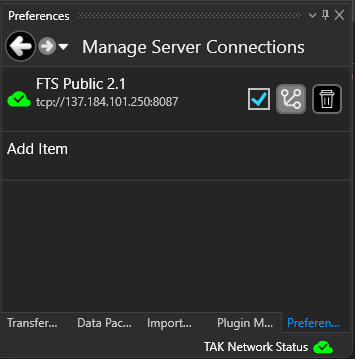 Preferences
Manage Server Connections
FTS Public 2.1
tcp://137.184.101.250:8087
Add Item
Transfer... Data Pac... Import... Plugin M... Preferen...
TAK Network Status